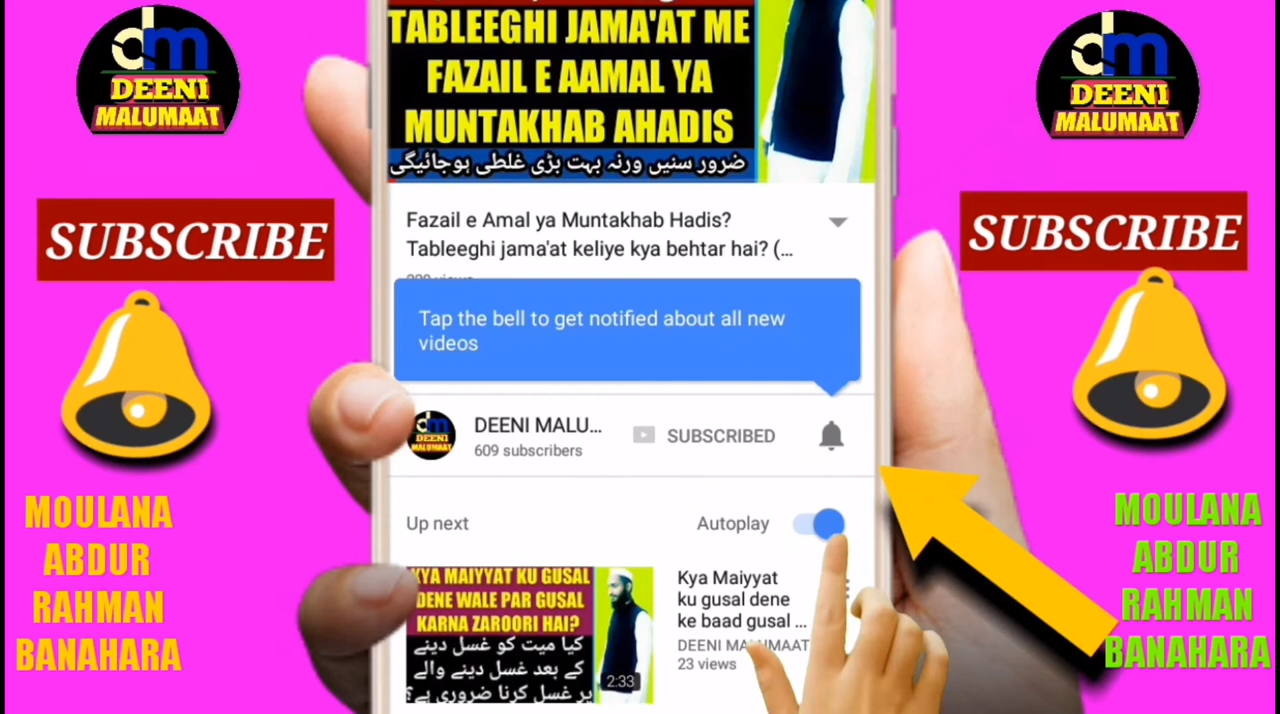 dm
DEENI
MALUMAAT
SUBSCRIBE
MOULANA
ABDUR
RAHMAN
BANAHARA
TABLEEGHI JAMA'AT ME
FAZAIL E AAMAL YA
MUNTAKHAB AHADIS
ضرور سنیں ورنہ بہت بڑی غلطی ہوجائیگی
Fazail e Amal ya Muntakhab Hadis?
Tableeghi jama'at keliye kya behtar hai? (...
Tap the bell to get notified about all new
videos
dm
DEENI
MALUMAAT
DEENI MALU...
609 subscribers
SUBSCRIBED
Up next
Autoplay
KYA MAIYYAT KU GUSAL
DENE WALE PAR GUSAL
KARNA ZAROORI HAI?
کیا میت کو غسل دینے
کے بعد غسل دینے والے
پر غسل کرنا ضروری ہے؟
2:33
Kya Maiyyat
ku gusal dene
ke baad gusal ...
DEENI MALUMAAT
23 views
dm
DEENI
MALUMAAT
SUBSCRIBE
MOULANA
ABDUR
RAHMAN
BANAHARA